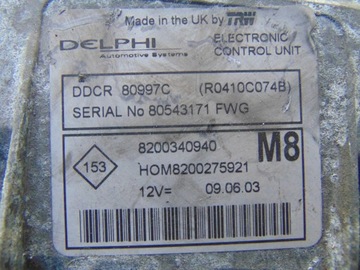 Made in the UK by TRW
DELPHI
Automotive Systems
ELECTRONIC
CONTROL UNIT
DDCR 80997C (R0410C074B)
SERIAL No 80543171 FWG
8200340940 M8
153
HOM8200275921
12V= 09.06.03